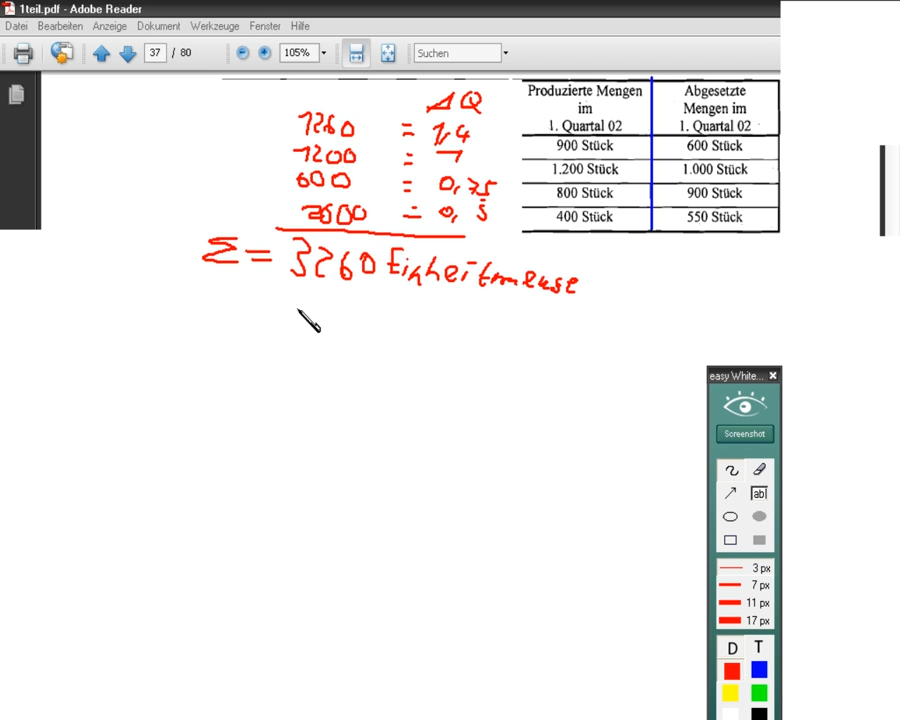 1teil.pdf - Adobe Reader
Datei Bearbeiten Anzeige Dokument Werkzeuge Fenster Hilfe
37 / 80 105% Suchen
ΔQ
1260 = 1,4
1200 = 1
600 = 0,75
= 0,5
Σ = 3260 Einheitmenge
Produzierte Mengen im 1. Quartal 02
Abgesetzte Mengen im 1. Quartal 02
900 Stück 600 Stück
1.200 Stück 1.000 Stück
800 Stück 900 Stück
400 Stück 550 Stück
easy White...
Screenshot
ab
3 px
7 px
11 px
17 px
D T